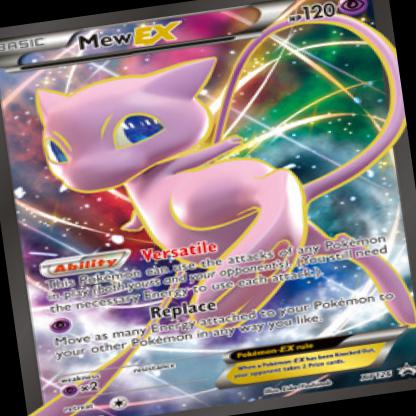 BASIC Mew EX HP120
Ability Versatile
This Pokémon can use the attacks of any Pokémon
in play (both yours and your opponent's). (You still need
the necessary Energy to use each attack.)
Replace
Move as many Energy attached to your Pokémon to
your other Pokémon in any way you like.
Pokémon-EX rule
When a Pokémon-EX has been Knocked Out,
your opponent takes 2 Prize cards.
weakness
×2
resistance
retreat
XY126